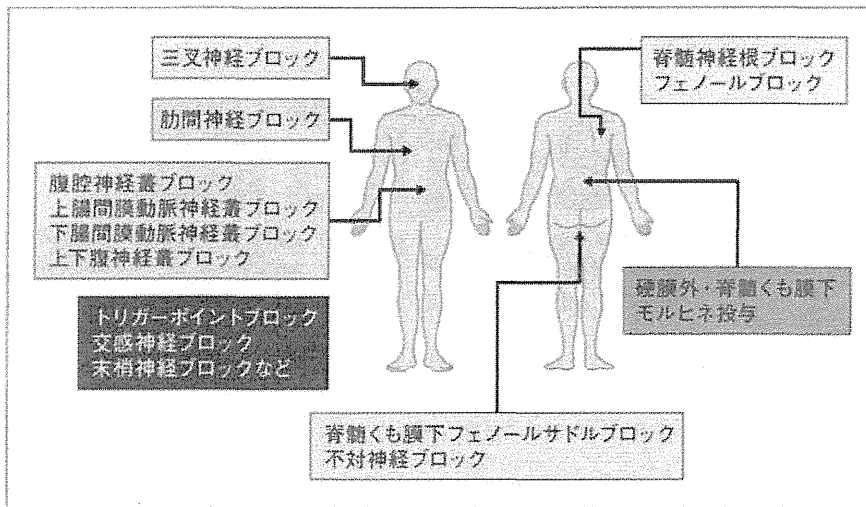 三叉神経ブロック
肋間神経ブロック
腹腔神経叢ブロック
上腸間膜動脈神経叢ブロック
下腸間膜動脈神経叢ブロック
上下腹神経叢ブロック
トリガーポイントブロック
交感神経ブロック
末梢神経ブロックなど
脊髄神経根ブロック
フェノールブロック
硬膜外・脊髄くも膜下
モルヒネ投与
脊髄くも膜下フェノールサドルブロック
不対神経ブロック